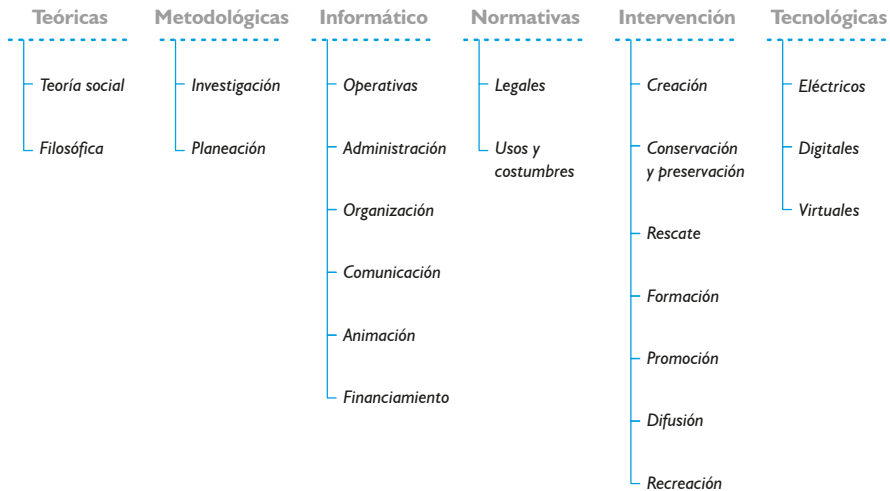 Teóricas
Teoría social
Filosófica
Metodológicas
Investigación
Planeación
Informático
Operativas
Administración
Organización
Comunicación
Animación
Financiamiento
Normativas
Legales
Usos y
costumbres
Intervención
Creación
Conservación
y preservación
Rescate
Formación
Promoción
Difusión
Recreación
Tecnológicas
Eléctricos
Digitales
Virtuales